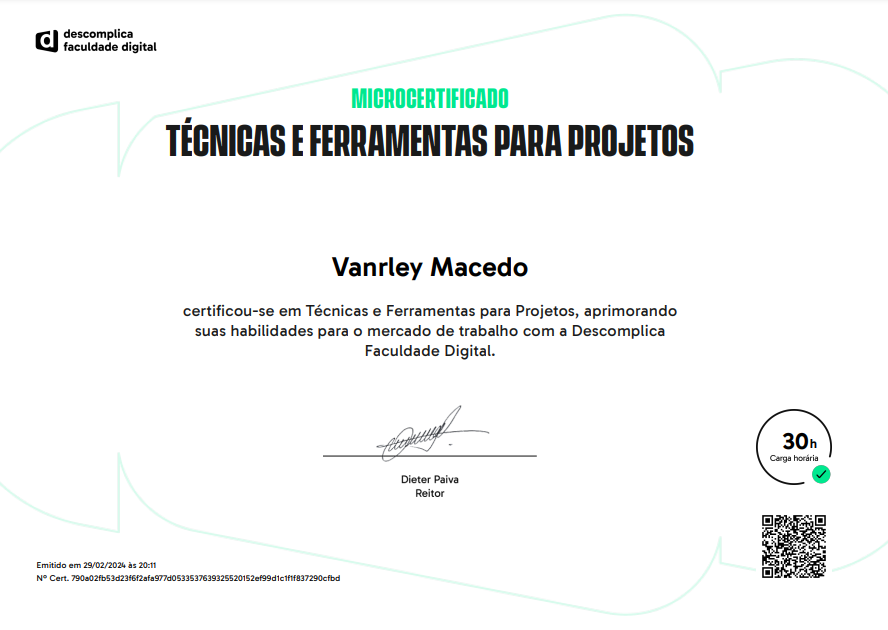 descomplica
faculdade digital
MICROCERTIFICADO
TÉCNICAS E FERRAMENTAS PARA PROJETOS
Vanrley Macedo
certificou-se em Técnicas e Ferramentas para Projetos, aprimorando
suas habilidades para o mercado de trabalho com a Descomplica
Faculdade Digital.
30h
Carga horária
Dieter Paiva
Reitor
Emitido em 29/02/2024 às 20:11
Nº Cert. 790a02fb53d23f6f2afa977d0533537639325520152ef99d1c1f1f837290cfbd